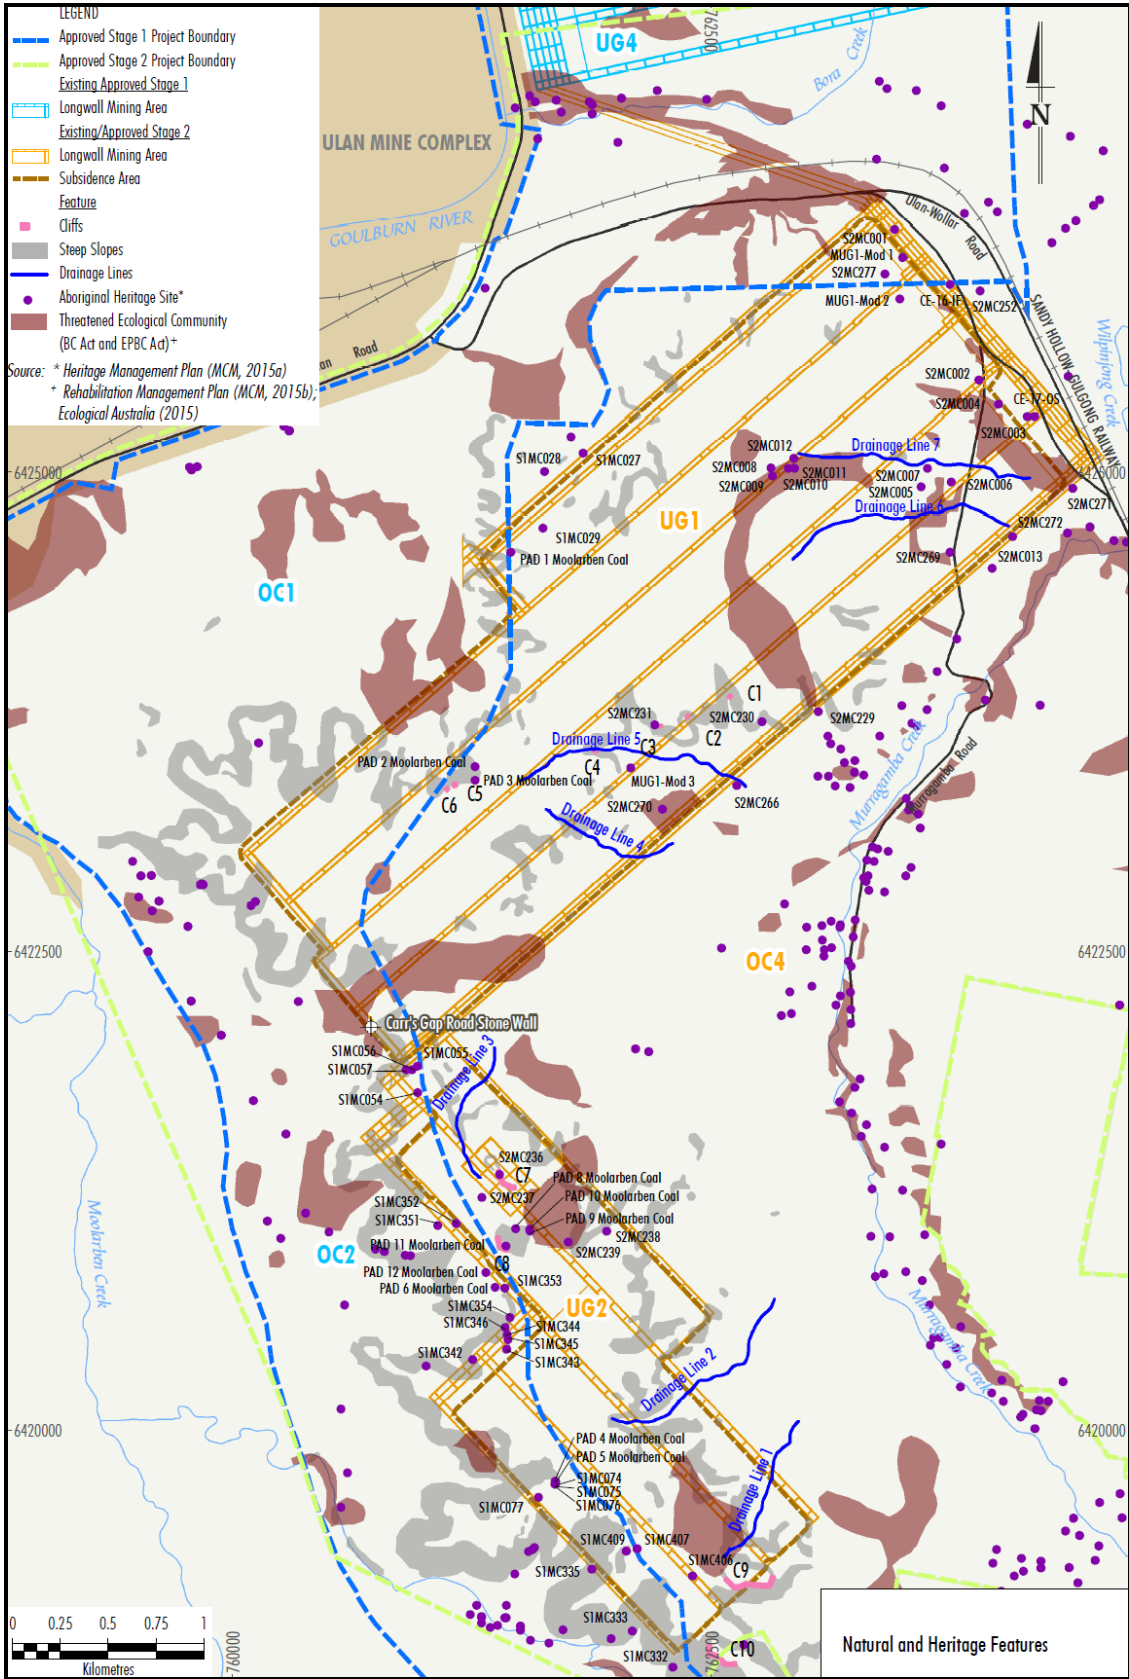 LEGEND
Approved Stage 1 Project Boundary
Approved Stage 2 Project Boundary
Existing Approved Stage 1
Longwall Mining Area
Existing/Approved Stage 2
Longwall Mining Area
Subsidence Area
Feature
Cliffs
Steep Slopes
Drainage Lines
Aboriginal Heritage Site*
Threatened Ecological Community
(BC Act and EPBC Act)+
Source: * Heritage Management Plan (MCM, 2015a)
+ Rehabilitation Management Plan (MCM, 2015b);
Ecological Australia (2015)
762500
UG4
Bora Creek
N
ULAN MINE COMPLEX
GOULBURN RIVER
Ulan-Wollar Road
S2MC001
MUG1-Mod 1
S2MC277
MUG1-Mod 2
CE-16-IF
S2MC252
SANDY HOLLOW GULGONG RAILWAY
Wilpinjong Creek
an Road
S2MC002
S2MC004
CE-17-OS
S2MC003
S2MC012
Drainage Line 7
S1MC027
S1MC028
S2MC008
S2MC011
S2MC007
6425000
6425000
S2MC009
S2MC010
S2MC005
S2MC006
S2MC271
Drainage Line 6
UG1
S2MC272
S1MC029
S2MC013
PAD 1 Moolarben Coal
S2MC269
OC1
C1
S2MC231
S2MC230
S2MC229
C2
Drainage Line 5
C3
PAD 2 Moolarben Coal
C4
PAD 3 Moolarben Coal
MUG1-Mod 3
C5
C6
S2MC266
S2MC270
Drainage Line 4
Murragamba Creek
Murragamba Road
6422500
6422500
OC4
Carr's Gap Road Stone Wall
S1MC056
S1MC055
S1MC057
Drainage Line 3
S1MC054
S2MC236
C7
PAD 8 Moolarben Coal
S2MC237
PAD 10 Moolarben Coal
S1MC352
PAD 9 Moolarben Coal
S1MC351
S2MC238
PAD 11 Moolarben Coal
S2MC239
OC2
Moolarben Creek
C8
PAD 12 Moolarben Coal
S1MC353
PAD 6 Moolarben Coal
S1MC354
UG2
S1MC346
S1MC344
S1MC345
S1MC342
S1MC343
Murragamba Creek
Drainage Line 2
6420000
6420000
PAD 4 Moolarben Coal
PAD 5 Moolarben Coal
S1MC074
S1MC075
S1MC076
S1MC077
Drainage Line 1
S1MC409
S1MC407
S1MC406
C9
S1MC335
S1MC333
C10
S1MC332
0 0.25 0.5 0.75 1
Kilometres
760000
762500
Natural and Heritage Features